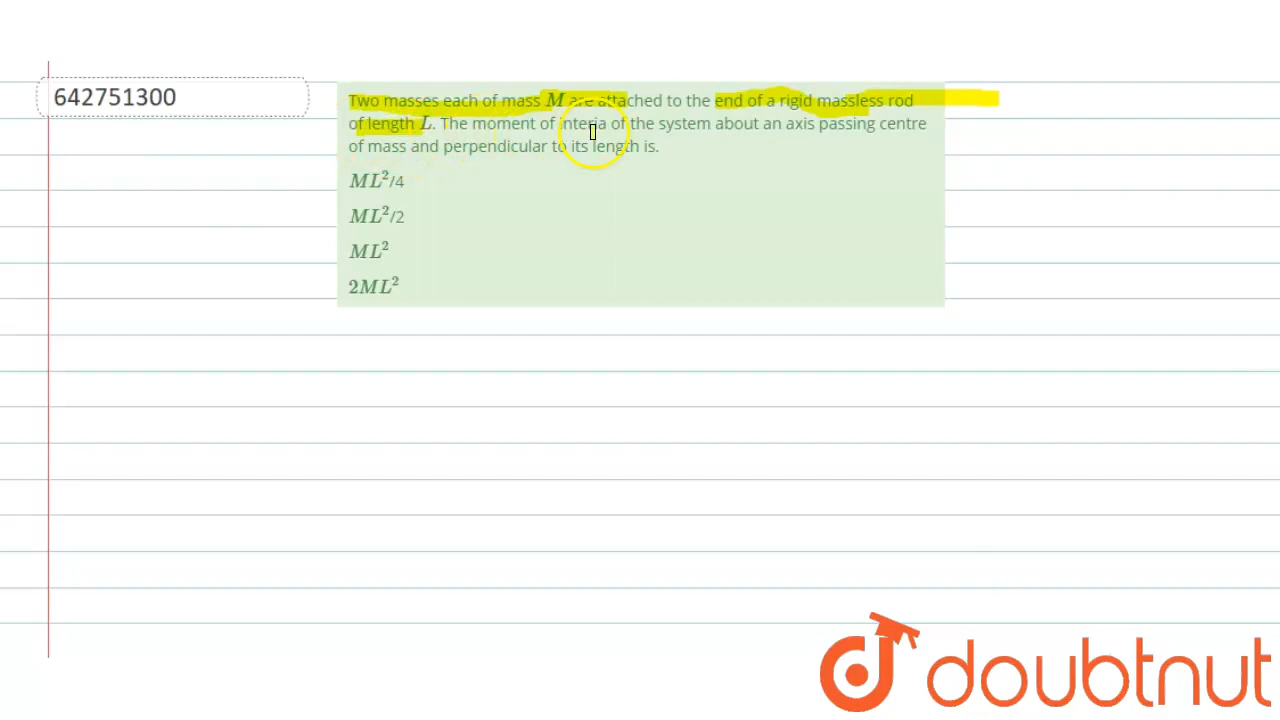 642751300
Two masses each of mass M are attached to the end of a rigid massless rod
of length L. The moment of interia of the system about an axis passing centre
of mass and perpendicular to its length is.
ML²/4
ML²/2
ML²
2ML²
doubtnut